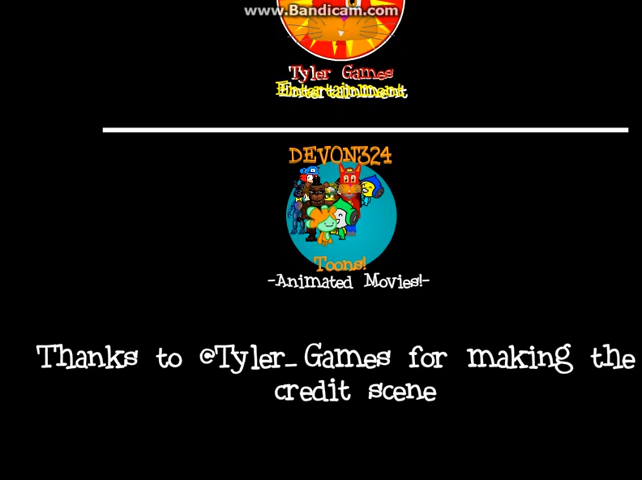 www.Bandicam.com
Tyler Games
Entertainment
DEVON324
Toons!
-Animated Movies!-
Thanks to @Tyler_Games for making the
credit scene